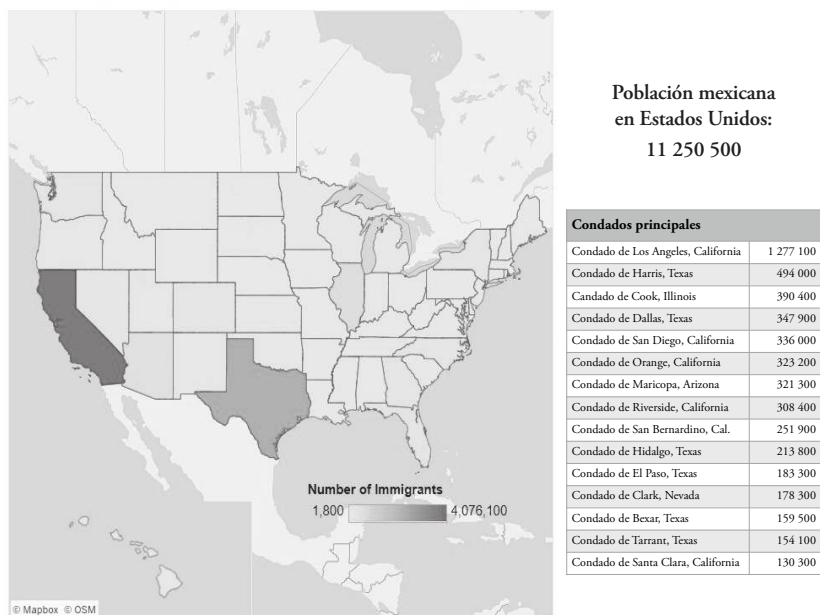 Población mexicana
en Estados Unidos:
11 250 500
Condados principales
Condado de Los Angeles, California 1 277 100
Condado de Harris, Texas 494 000
Candado de Cook, Illinois 390 400
Condado de Dallas, Texas 347 900
Condado de San Diego, California 336 000
Condado de Orange, California 323 200
Condado de Maricopa, Arizona 321 300
Condado de Riverside, California 308 400
Condado de San Bernardino, Cal. 251 900
Condado de Hidalgo, Texas 213 800
Condado de El Paso, Texas 183 300
Condado de Clark, Nevada 178 300
Condado de Bexar, Texas 159 500
Condado de Tarrant, Texas 154 100
Condado de Santa Clara, California 130 300
Number of Immigrants
1,800 4,076,100
© Mapbox © OSM